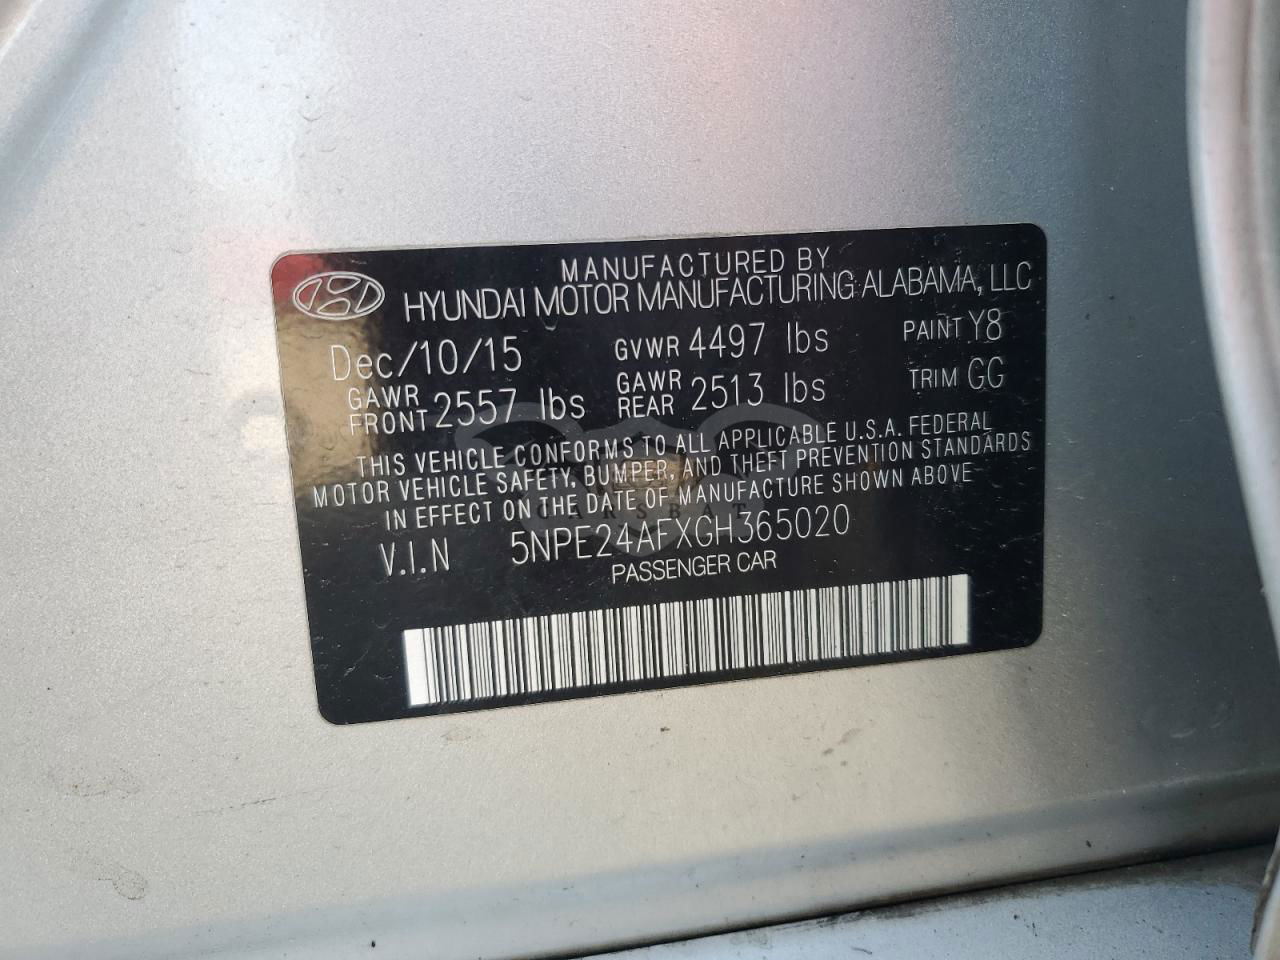 MANUFACTURED BY
HYUNDAI MOTOR MANUFACTURING ALABAMA, LLC
Dec/10/15 GVWR 4497 lbs PAINT Y8
GAWR FRONT 2557 lbs GAWR REAR 2513 lbs TRIM GG
THIS VEHICLE CONFORMS TO ALL APPLICABLE U.S.A. FEDERAL
MOTOR VEHICLE SAFETY, BUMPER, AND THEFT PREVENTION STANDARDS
IN EFFECT ON THE DATE OF MANUFACTURE SHOWN ABOVE
CARSBAT
V.I.N 5NPE24AFXGH365020
PASSENGER CAR